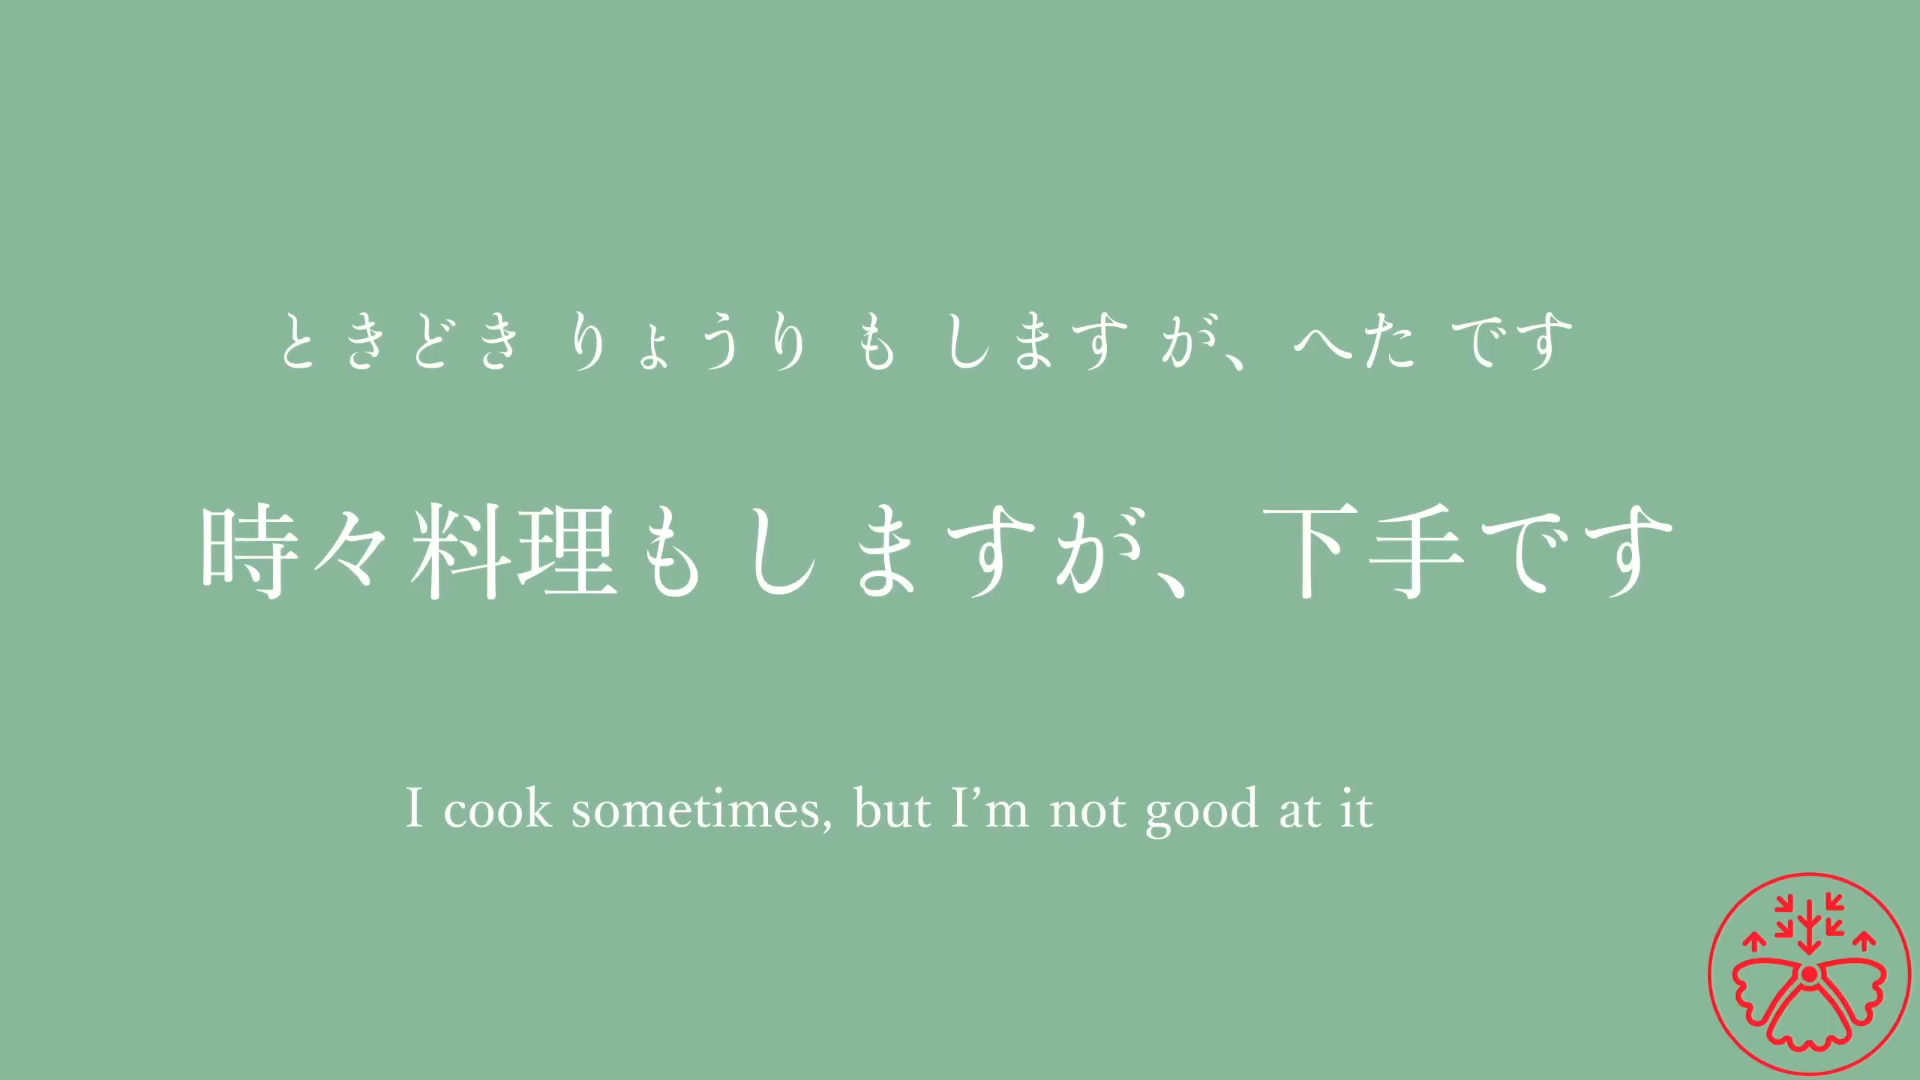 ときどき りょうり も します が、へた です
時々料理もしますが、下手です
I cook sometimes, but I’m not good at it